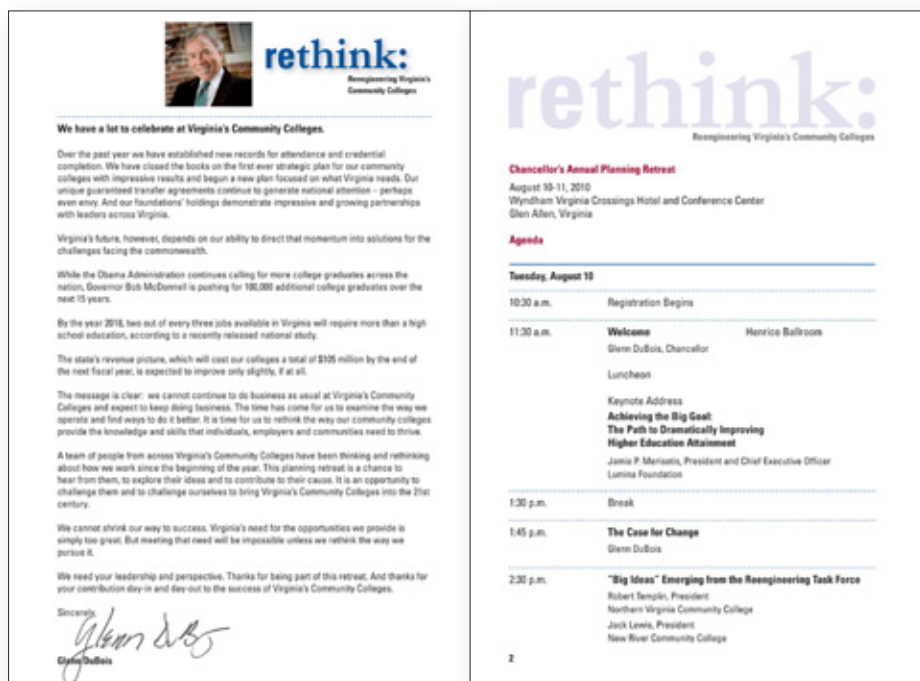 rethink:
Reengineering Virginia's
Community Colleges
We have a lot to celebrate at Virginia's Community Colleges.
Over the past year we have established new records for attendance and credential
completion. We have closed the books on the first ever strategic plan for our community
colleges with impressive results and begun a new plan focused on what Virginia needs. Our
unique guaranteed transfer agreements continue to generate national attention – perhaps
even envy. And our foundations' holdings demonstrate impressive and growing partnerships
with leaders across Virginia.
Virginia's future, however, depends on our ability to direct that momentum into solutions for the
challenges facing the commonwealth.
While the Obama Administration continues calling for more college graduates across the
nation, Governor Bob McDonnell is pushing for 100,000 additional college graduates over the
next 15 years.
By the year 2018, two out of every three jobs available in Virginia will require more than a high
school education, according to a recently released national study.
The state's revenue picture, which will cost our colleges a total of $105 million by the end of
the next fiscal year, is expected to improve only slightly, if at all.
The message is clear: we cannot continue to do business as usual at Virginia's Community
Colleges and expect to keep doing business. The time has come for us to examine the way we
operate and find ways to do it better. It is time for us to rethink the way our community colleges
provide the knowledge and skills that individuals, employers and communities need to thrive.
A team of people from across Virginia's Community Colleges have been thinking and rethinking
about how we work since the beginning of the year. This planning retreat is a chance to
hear from them, to explore their ideas and to contribute to their cause. It is an opportunity to
challenge them and to challenge ourselves to bring Virginia's Community Colleges into the 21st
century.
We cannot shrink our way to success. Virginia's need for the opportunities we provide is
simply too great. But meeting that need will be impossible unless we rethink the way we
pursue it.
We need your leadership and perspective. Thanks for being part of this retreat. And thanks for
your contribution day-in and day-out to the success of Virginia's Community Colleges.
Sincerely,
Glenn DuBois
Glenn DuBois
rethink:
Reengineering Virginia's Community Colleges
Chancellor's Annual Planning Retreat
August 10-11, 2010
Wyndham Virginia Crossings Hotel and Conference Center
Glen Allen, Virginia
Agenda
Tuesday, August 10
10:30 a.m. Registration Begins
11:30 a.m. Welcome Henrico Ballroom
Glenn DuBois, Chancellor
Luncheon
Keynote Address
Achieving the Big Goal:
The Path to Dramatically Improving
Higher Education Attainment
Jamie P. Merisotis, President and Chief Executive Officer
Lumina Foundation
1:30 p.m. Break
1:45 p.m. The Case for Change
Glenn DuBois
2:30 p.m. "Big Ideas" Emerging from the Reengineering Task Force
Robert Templin, President
Northern Virginia Community College
Jack Lewis, President
New River Community College
2